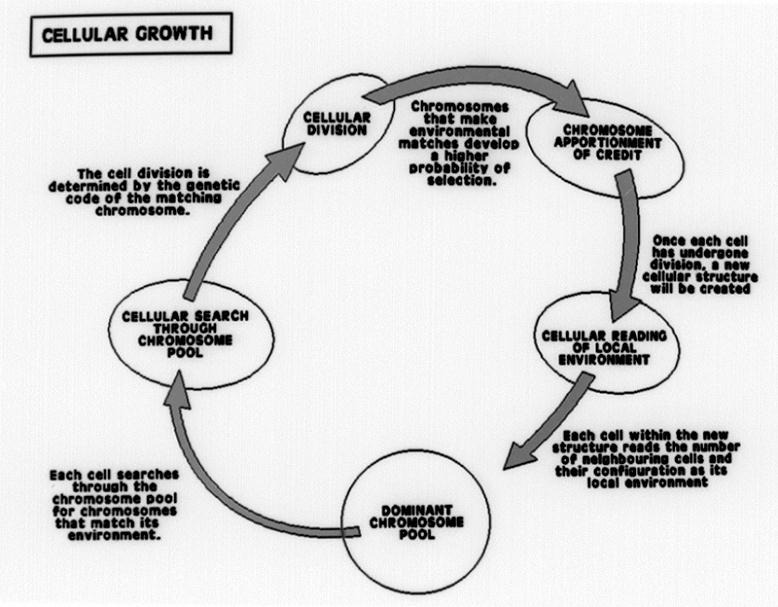 CELLULAR GROWTH
CELLULAR
DIVISION
Chromosomes
that make
environmental
matches develop
a higher
probability of
selection.
CHROMOSOME
APPORTIONMENT
OF CREDIT
Once each cell
has undergone
division, a new
cellular structure
will be created
CELLULAR READING
OF LOCAL
ENVIRONMENT
Each cell within the new
structure reads the number
of neighbouring cells and
their configuration as its
local environment
DOMINANT
CHROMOSOME
POOL
Each cell searches
through the
chromosome pool
for chromosomes
that match its
environment.
CELLULAR SEARCH
THROUGH
CHROMOSOME
POOL
The cell division is
determined by the genetic
code of the matching
chromosome.